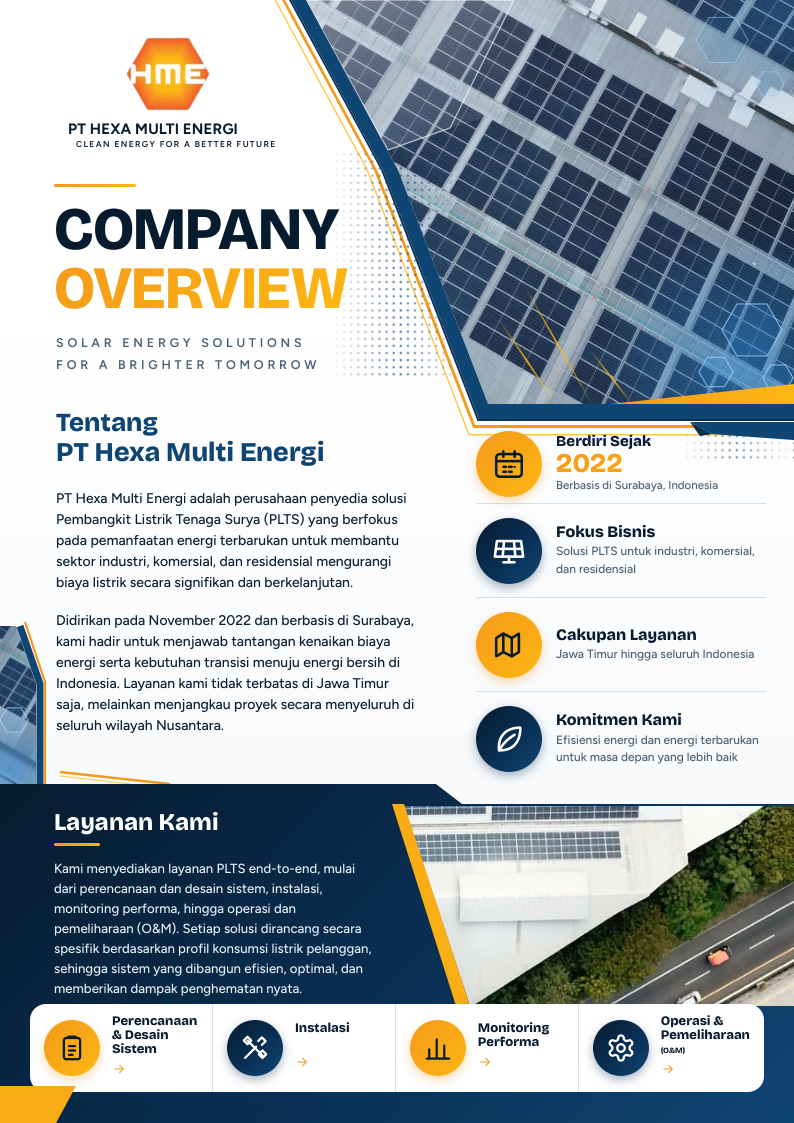 HME
PT HEXA MULTI ENERGI
CLEAN ENERGY FOR A BETTER FUTURE
COMPANY
OVERVIEW
SOLAR ENERGY SOLUTIONS
FOR A BRIGHTER TOMORROW
Tentang
PT Hexa Multi Energi
PT Hexa Multi Energi adalah perusahaan penyedia solusi
Pembangkit Listrik Tenaga Surya (PLTS) yang berfokus
pada pemanfaatan energi terbarukan untuk membantu
sektor industri, komersial, dan residensial mengurangi
biaya listrik secara signifikan dan berkelanjutan.
Didirikan pada November 2022 dan berbasis di Surabaya,
kami hadir untuk menjawab tantangan kenaikan biaya
energi serta kebutuhan transisi menuju energi bersih di
Indonesia. Layanan kami tidak terbatas di Jawa Timur
saja, melainkan menjangkau proyek secara menyeluruh di
seluruh wilayah Nusantara.
Berdiri Sejak
2022
Berbasis di Surabaya, Indonesia
Fokus Bisnis
Solusi PLTS untuk industri, komersial,
dan residensial
Cakupan Layanan
Jawa Timur hingga seluruh Indonesia
Komitmen Kami
Efisiensi energi dan energi terbarukan
untuk masa depan yang lebih baik
Layanan Kami
Kami menyediakan layanan PLTS end-to-end, mulai
dari perencanaan dan desain sistem, instalasi,
monitoring performa, hingga operasi dan
pemeliharaan (O&M). Setiap solusi dirancang secara
spesifik berdasarkan profil konsumsi listrik pelanggan,
sehingga sistem yang dibangun efisien, optimal, dan
memberikan dampak penghematan nyata.
Perencanaan
& Desain
Sistem
→
Instalasi
→
Monitoring
Performa
→
Operasi &
Pemeliharaan
(O&M)
→